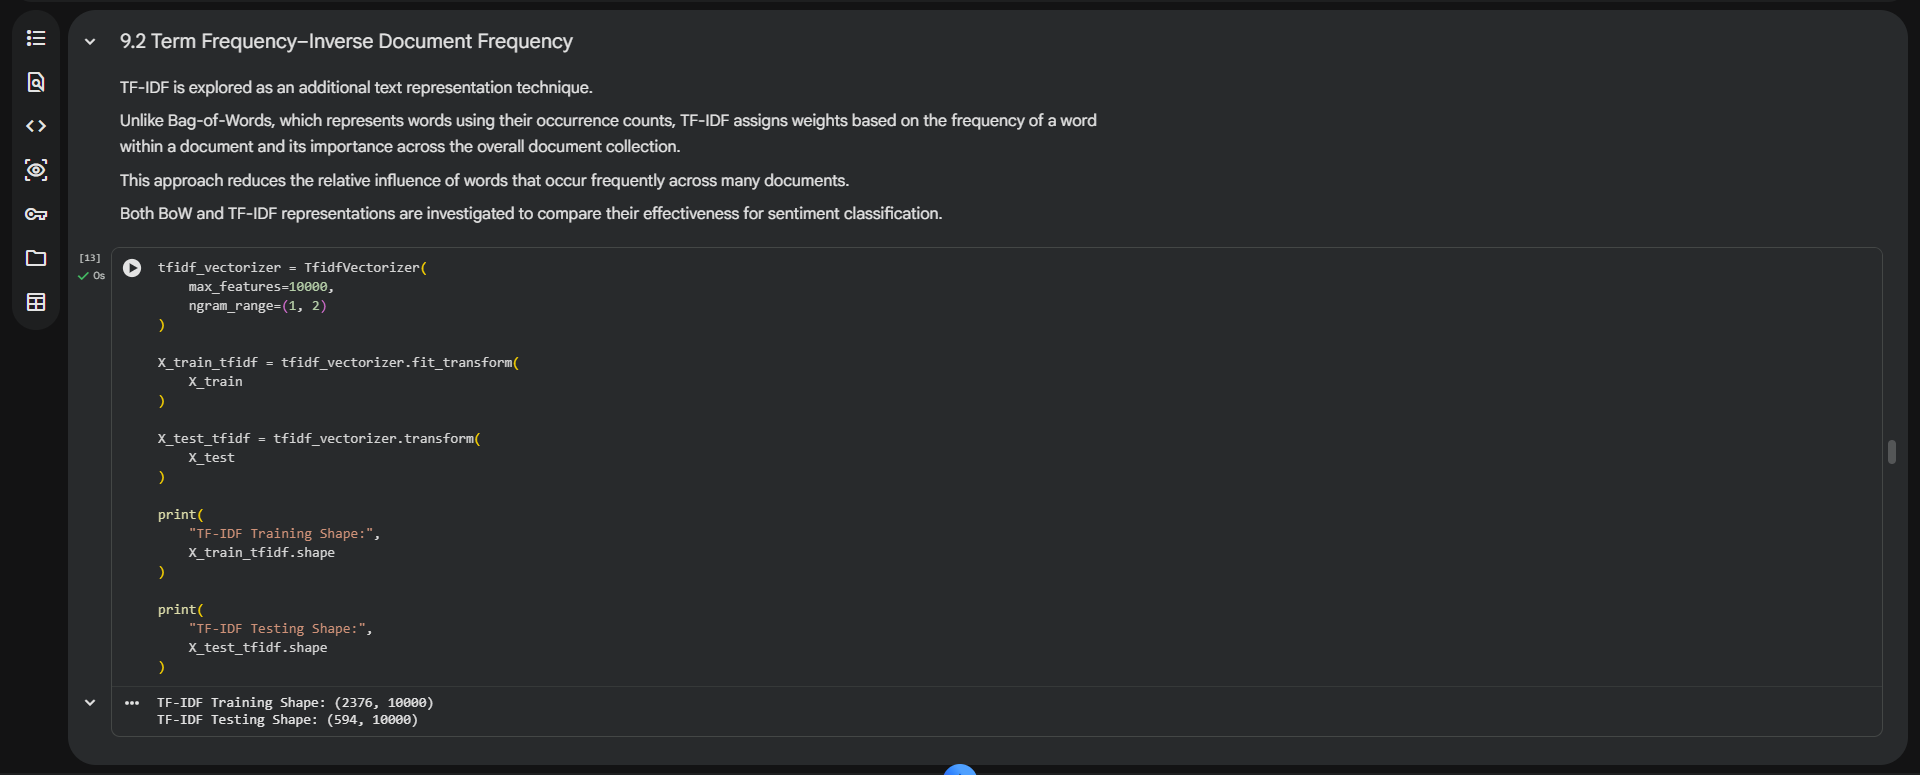 9.2 Term Frequency–Inverse Document Frequency
TF-IDF is explored as an additional text representation technique.
Unlike Bag-of-Words, which represents words using their occurrence counts, TF-IDF assigns weights based on the frequency of a word
within a document and its importance across the overall document collection.
This approach reduces the relative influence of words that occur frequently across many documents.
Both BoW and TF-IDF representations are investigated to compare their effectiveness for sentiment classification.
[13]
0s
tfidf_vectorizer = TfidfVectorizer(
    max_features=10000,
    ngram_range=(1, 2)
)
X_train_tfidf = tfidf_vectorizer.fit_transform(
    X_train
)
X_test_tfidf = tfidf_vectorizer.transform(
    X_test
)
print(
    "TF-IDF Training Shape:",
    X_train_tfidf.shape
)
print(
    "TF-IDF Testing Shape:",
    X_test_tfidf.shape
)
TF-IDF Training Shape: (2376, 10000)
TF-IDF Testing Shape: (594, 10000)